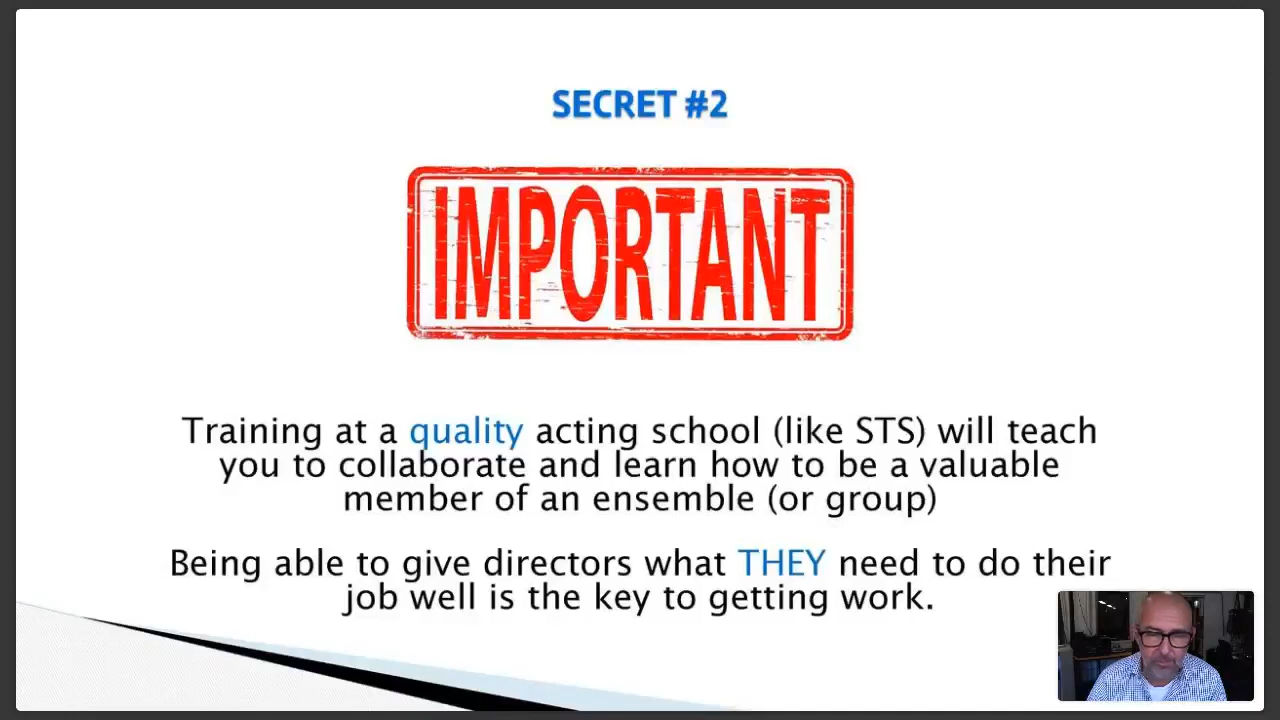 SECRET #2
IMPORTANT
Training at a quality acting school (like STS) will teach
you to collaborate and learn how to be a valuable
member of an ensemble (or group)
Being able to give directors what THEY need to do their
job well is the key to getting work.